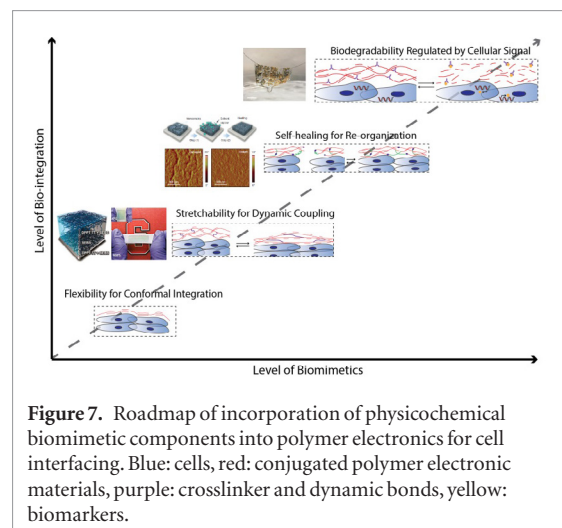 Biodegradability Regulated by Cellular Signal
Self-healing for Re-organization
Stretchability for Dynamic Coupling
Flexibility for Conformal Integration
Level of Bio-integration
Level of Biomimetics
Figure 7. Roadmap of incorporation of physicochemical
biomimetic components into polymer electronics for cell
interfacing. Blue: cells, red: conjugated polymer electronic
materials, purple: crosslinker and dynamic bonds, yellow:
biomarkers.